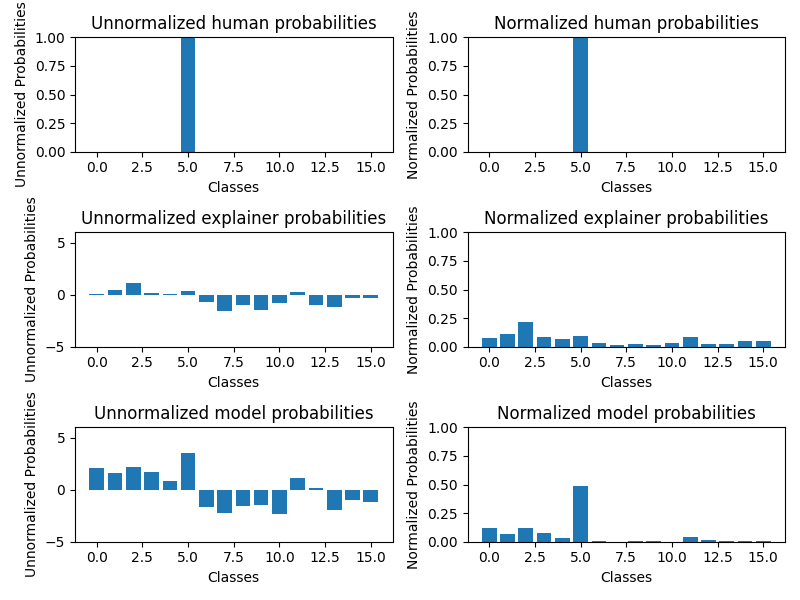 Unnormalized human probabilities
Unnormalized Probabilities
1.00
0.75
0.50
0.25
0.00
0.0 2.5 5.0 7.5 10.0 12.5 15.0
Classes
Normalized human probabilities
Normalized Probabilities
1.00
0.75
0.50
0.25
0.00
0.0 2.5 5.0 7.5 10.0 12.5 15.0
Classes
Unnormalized explainer probabilities
Unnormalized Probabilities
5
0
−5
0.0 2.5 5.0 7.5 10.0 12.5 15.0
Classes
Normalized explainer probabilities
Normalized Probabilities
1.00
0.75
0.50
0.25
0.00
0.0 2.5 5.0 7.5 10.0 12.5 15.0
Classes
Unnormalized model probabilities
Unnormalized Probabilities
5
0
−5
0.0 2.5 5.0 7.5 10.0 12.5 15.0
Classes
Normalized model probabilities
Normalized Probabilities
1.00
0.75
0.50
0.25
0.00
0.0 2.5 5.0 7.5 10.0 12.5 15.0
Classes